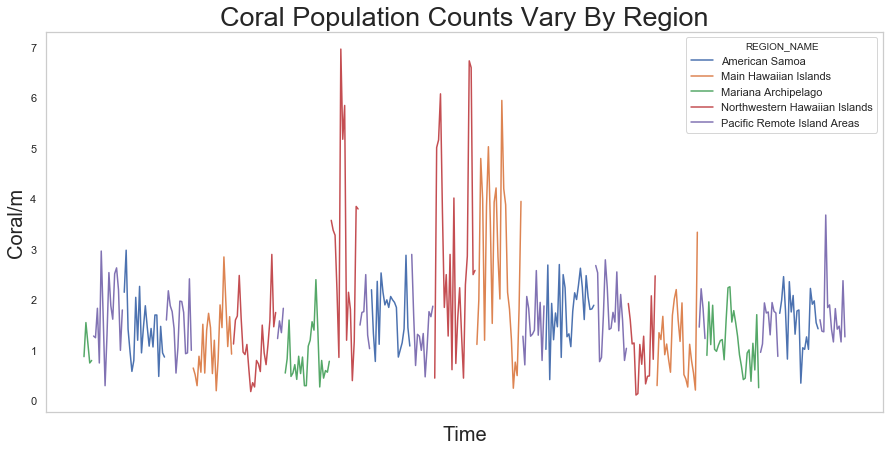 Coral Population Counts Vary By Region
REGION_NAME
American Samoa
Main Hawaiian Islands
Mariana Archipelago
Northwestern Hawaiian Islands
Pacific Remote Island Areas
7
6
5
4
3
2
1
0
Coral/m
Time